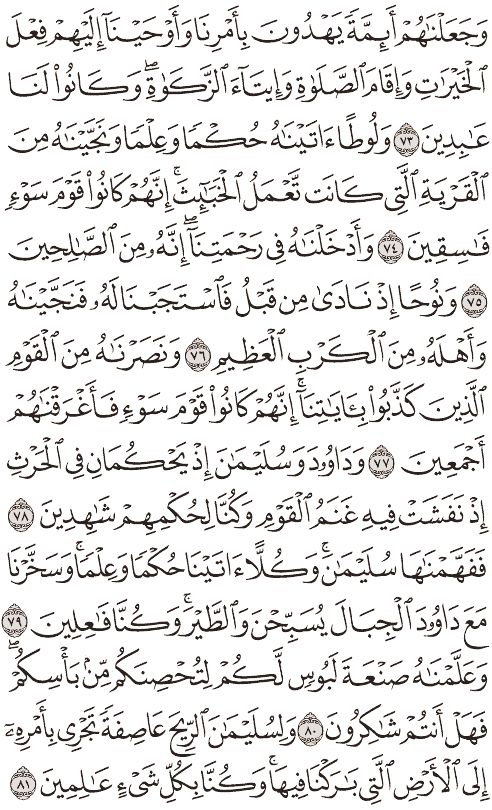 وَجَعَلْنَٰهُمْ أَئِمَّةً يَهْدُونَ بِأَمْرِنَا وَأَوْحَيْنَآ إِلَيْهِمْ فِعْلَ
ٱلْخَيْرَٰتِ وَإِقَامَ ٱلصَّلَوٰةِ وَإِيتَآءَ ٱلزَّكَوٰةِ ۖ وَكَانُوا۟ لَنَا
عَٰبِدِينَ ٧٣ وَلُوطًا ءَاتَيْنَٰهُ حُكْمًا وَعِلْمًا وَنَجَّيْنَٰهُ مِنَ
ٱلْقَرْيَةِ ٱلَّتِى كَانَت تَّعْمَلُ ٱلْخَبَٰٓئِثَ ۗ إِنَّهُمْ كَانُوا۟ قَوْمَ سَوْءٍ
فَٰسِقِينَ ٧٤ وَأَدْخَلْنَٰهُ فِى رَحْمَتِنَآ ۖ إِنَّهُۥ مِنَ ٱلصَّٰلِحِينَ
٧٥ وَنُوحًا إِذْ نَادَىٰ مِن قَبْلُ فَٱسْتَجَبْنَا لَهُۥ فَنَجَّيْنَٰهُ
وَأَهْلَهُۥ مِنَ ٱلْكَرْبِ ٱلْعَظِيمِ ٧٦ وَنَصَرْنَٰهُ مِنَ ٱلْقَوْمِ
ٱلَّذِينَ كَذَّبُوا۟ بِـَٔايَٰتِنَآ ۚ إِنَّهُمْ كَانُوا۟ قَوْمَ سَوْءٍ فَأَغْرَقْنَٰهُمْ
أَجْمَعِينَ ٧٧ وَدَاوُۥدَ وَسُلَيْمَٰنَ إِذْ يَحْكُمَانِ فِى ٱلْحَرْثِ
إِذْ نَفَشَتْ فِيهِ غَنَمُ ٱلْقَوْمِ وَكُنَّا لِحُكْمِهِمْ شَٰهِدِينَ ٧٨
فَفَهَّمْنَٰهَا سُلَيْمَٰنَ ۚ وَكُلًّا ءَاتَيْنَا حُكْمًا وَعِلْمًا ۚ وَسَخَّرْنَا
مَعَ دَاوُۥدَ ٱلْجِبَالَ يُسَبِّحْنَ وَٱلطَّيْرَ ۚ وَكُنَّا فَٰعِلِينَ ٧٩
وَعَلَّمْنَٰهُ صَنْعَةَ لَبُوسٍ لَّكُمْ لِتُحْصِنَكُم مِّنۢ بَأْسِكُمْ ۖ
فَهَلْ أَنتُمْ شَٰكِرُونَ ٨٠ وَلِسُلَيْمَٰنَ ٱلرِّيحَ عَاصِفَةً تَجْرِى بِأَمْرِهِۦٓ
إِلَى ٱلْأَرْضِ ٱلَّتِى بَٰرَكْنَا فِيهَا ۚ وَكُنَّا بِكُلِّ شَىْءٍ عَٰلِمِينَ ٨١